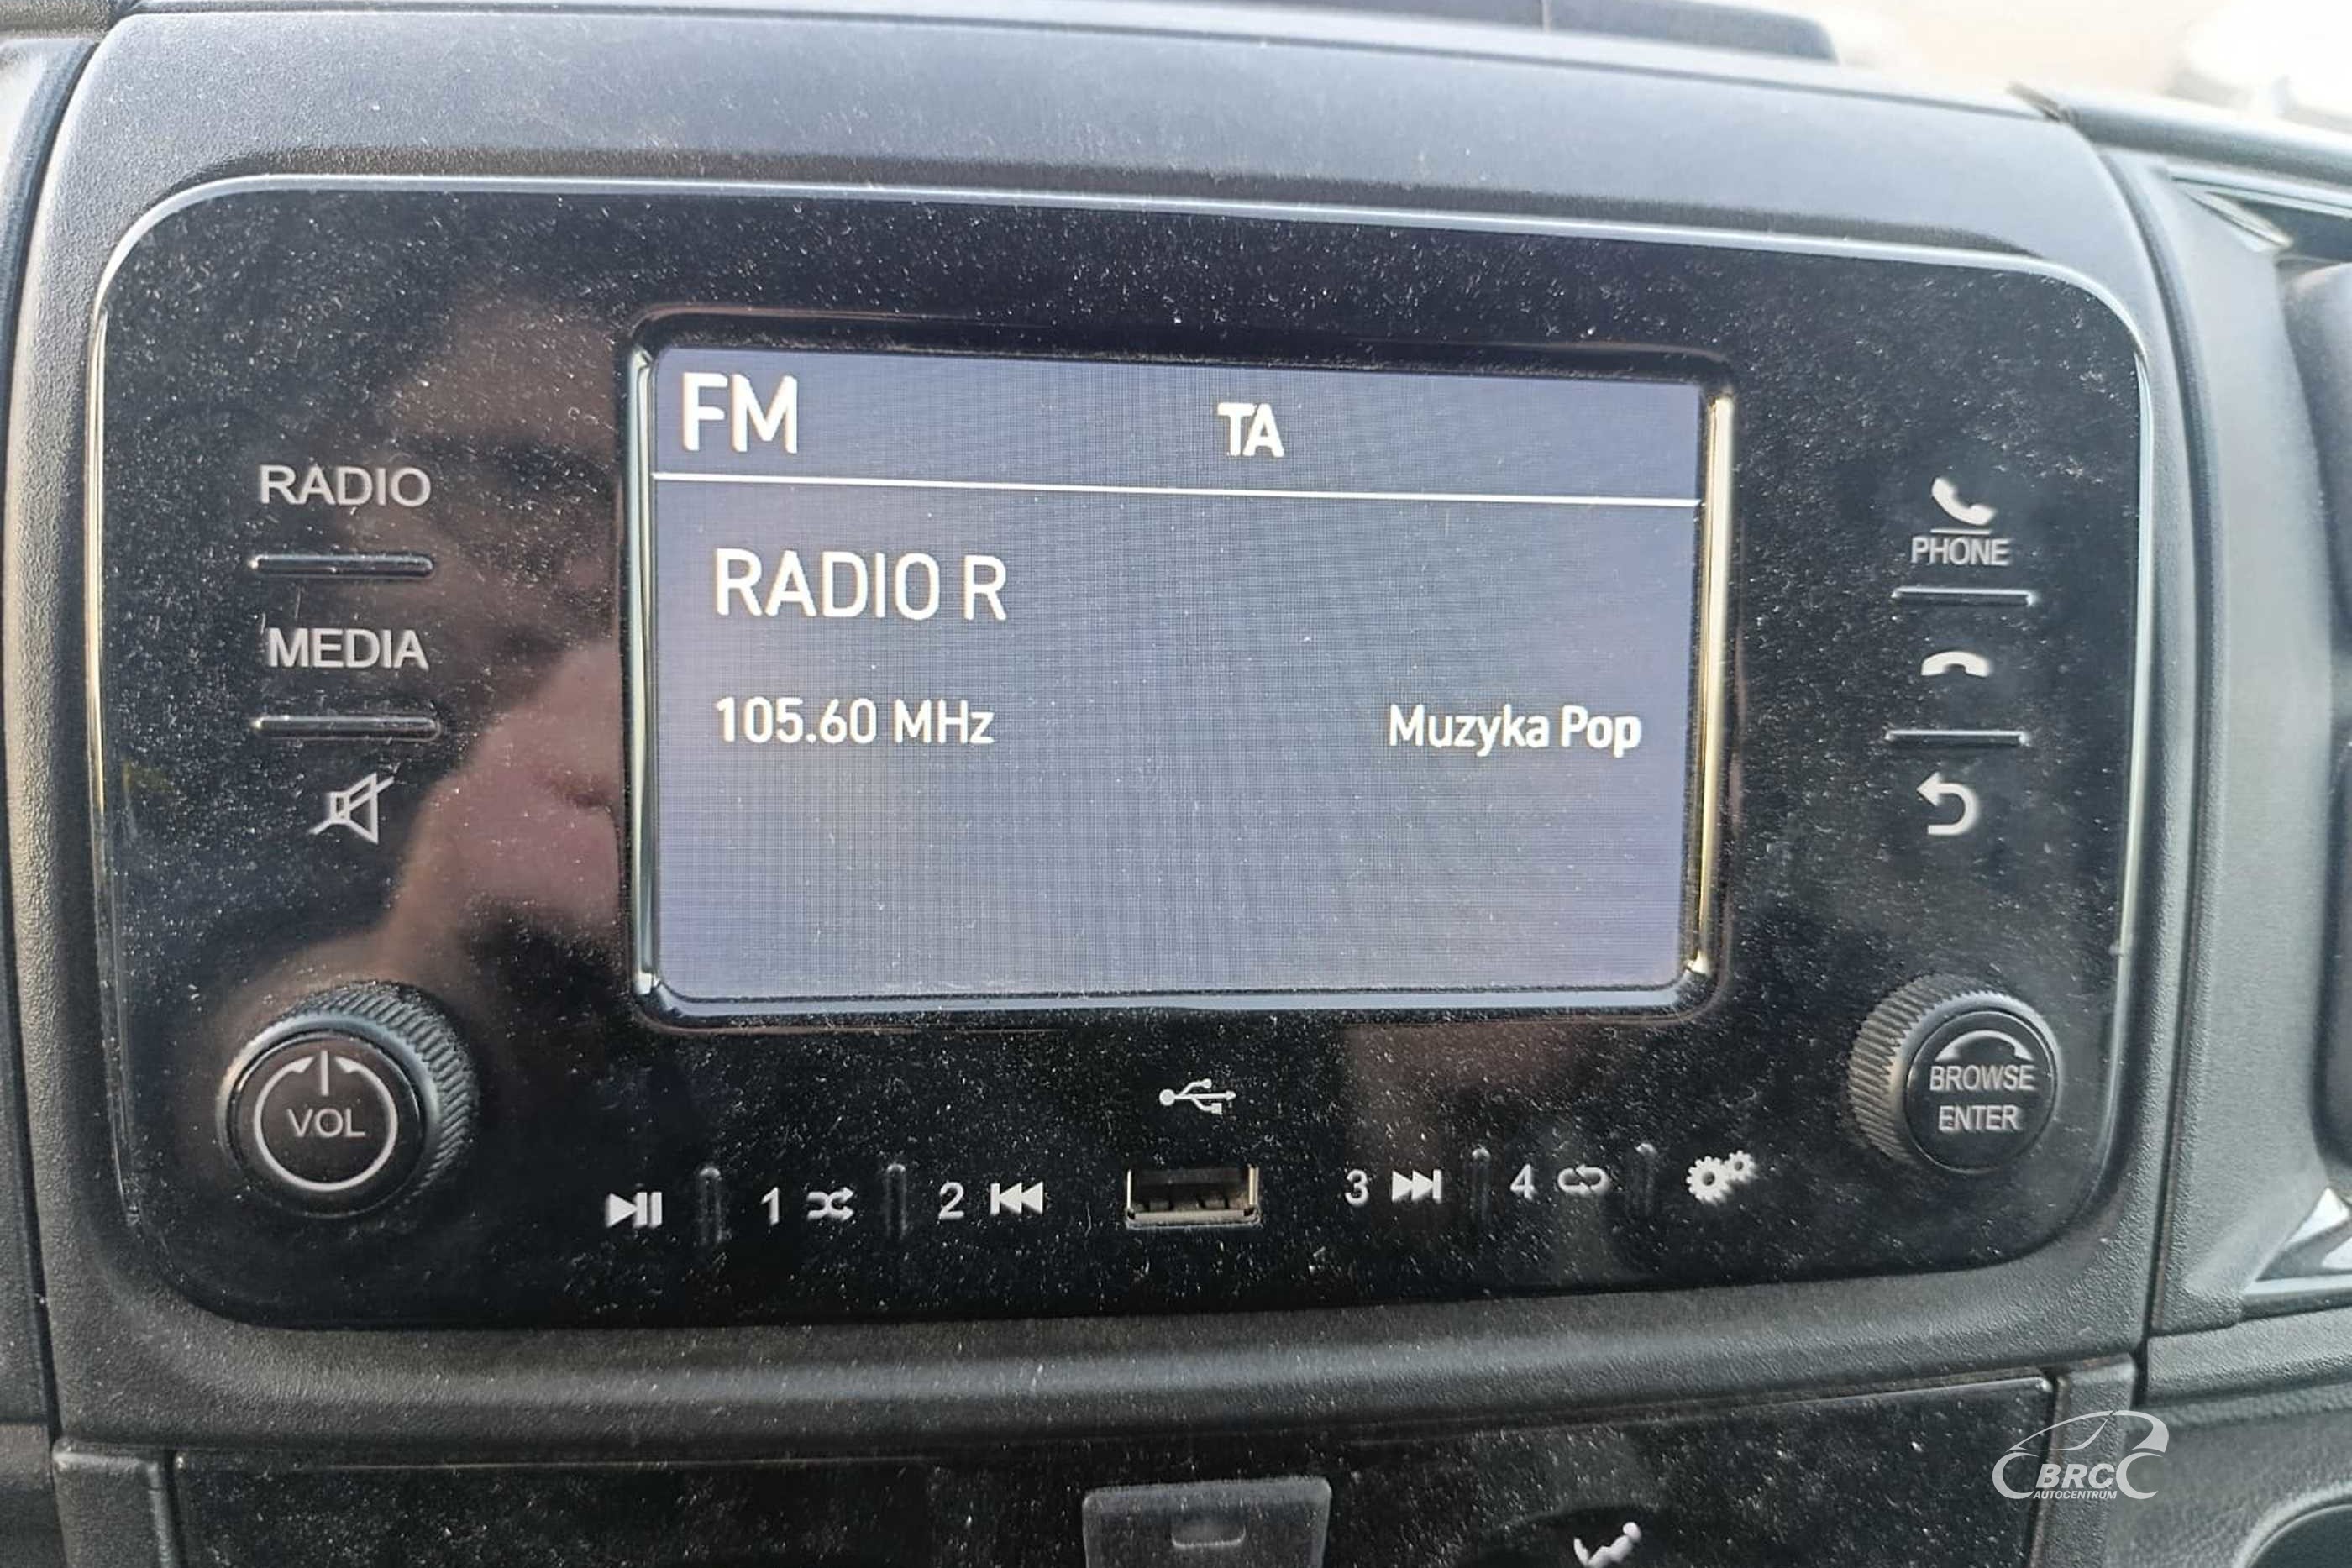 FM TA
RADIO
RADIO R
PHONE
MEDIA
105.60 MHz Muzyka Pop
VOL
BROWSE
ENTER
1 2 3 4
BRC
AUTOCENTRUM